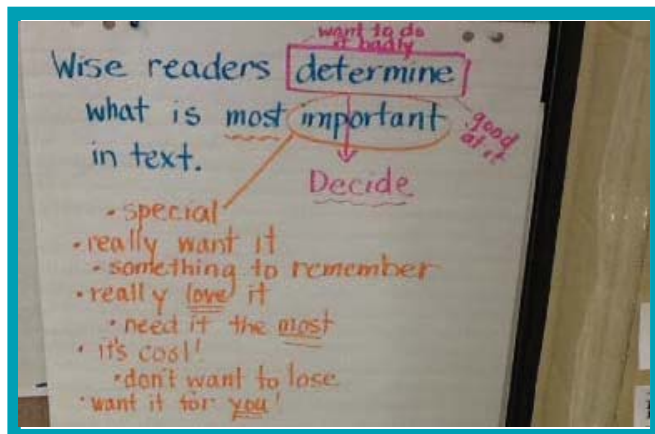 want to do
it badly
Wise readers determine
what is most important
good
at it
in text.
Decide
• special
• really want it
• something to remember
• really love it
• need it the most
• it's cool!
• don't want to lose
• want it for you!